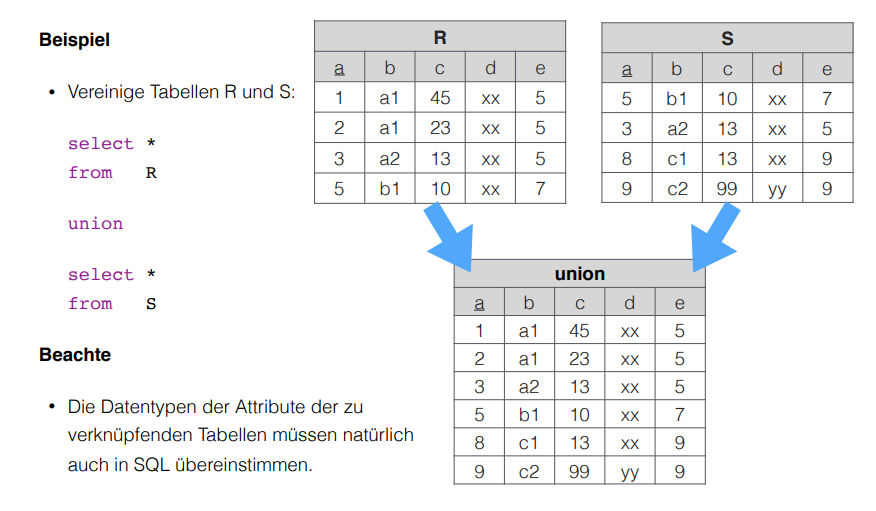 Beispiel
• Vereinige Tabellen R und S:
select *
from R
union
select *
from S
Beachte
• Die Datentypen der Attribute der zu
verknüpfenden Tabellen müssen natürlich
auch in SQL übereinstimmen.
R
a b c d e
1 a1 45 xx 5
2 a1 23 xx 5
3 a2 13 xx 5
5 b1 10 xx 7
S
a b c d e
5 b1 10 xx 7
3 a2 13 xx 5
8 c1 13 xx 9
9 c2 99 yy 9
union
a b c d e
1 a1 45 xx 5
2 a1 23 xx 5
3 a2 13 xx 5
5 b1 10 xx 7
8 c1 13 xx 9
9 c2 99 yy 9